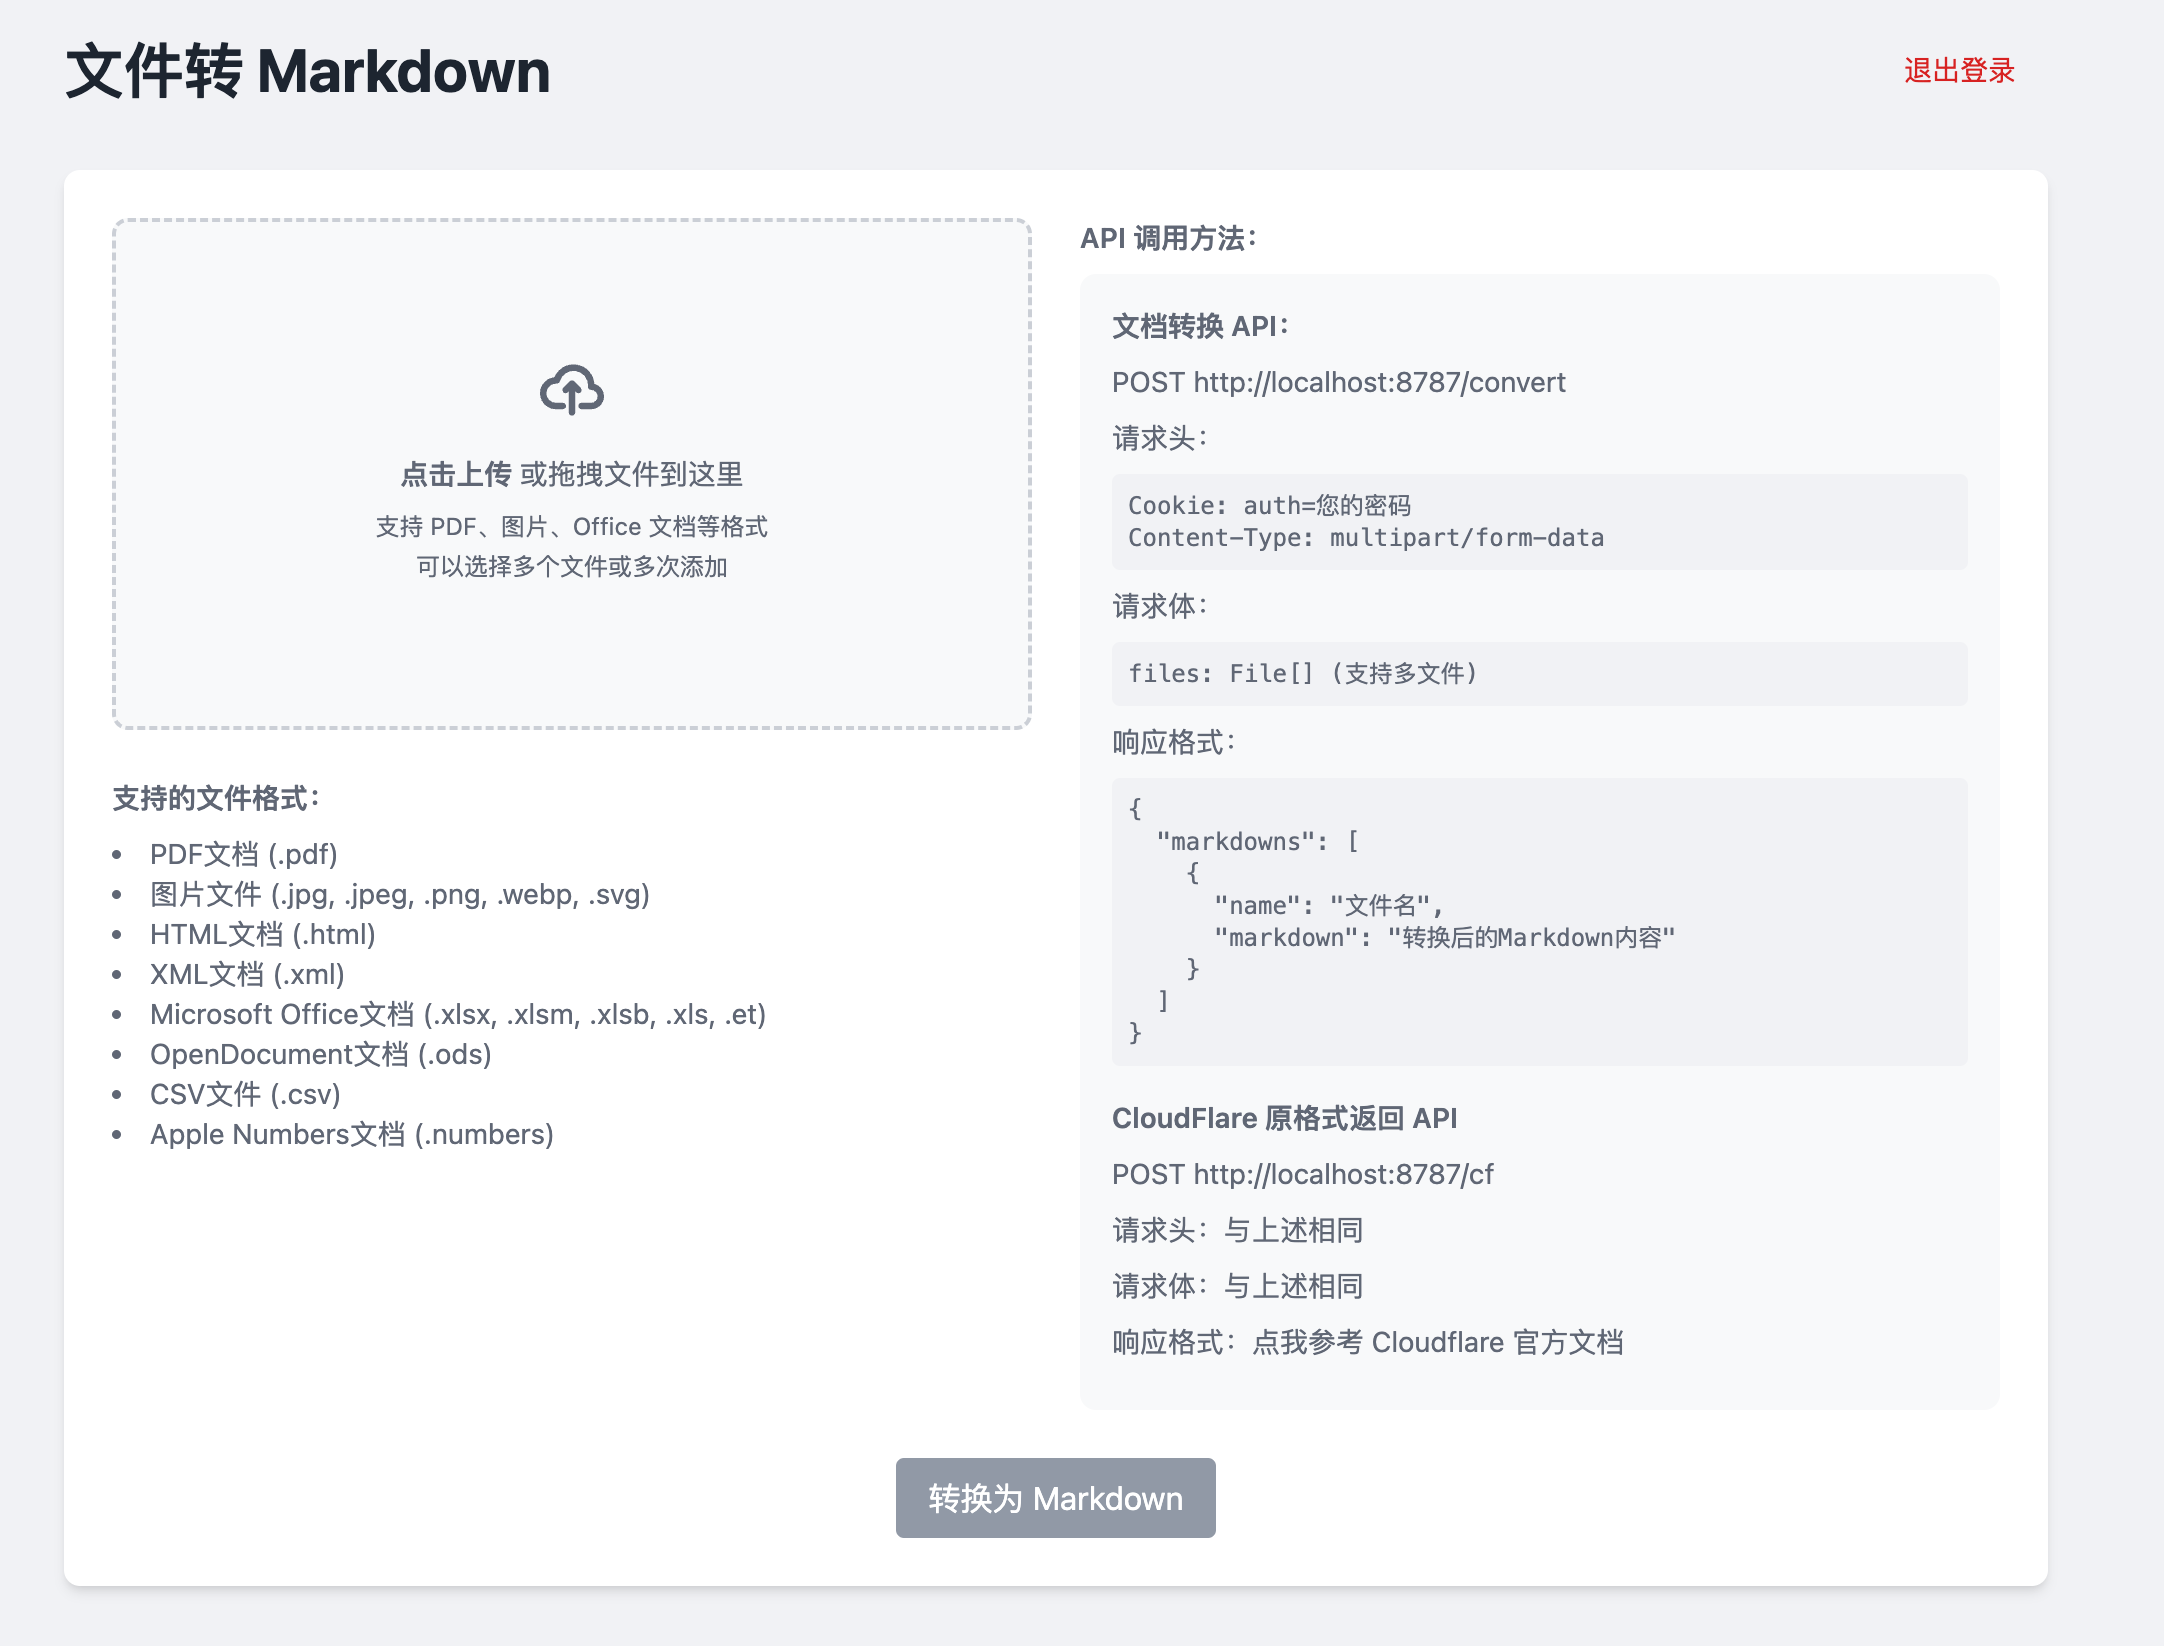 文件转 Markdown
退出登录
点击上传 或拖拽文件到这里
支持 PDF、图片、Office 文档等格式
可以选择多个文件或多次添加
支持的文件格式：
• PDF文档 (.pdf)
• 图片文件 (.jpg, .jpeg, .png, .webp, .svg)
• HTML文档 (.html)
• XML文档 (.xml)
• Microsoft Office文档 (.xlsx, .xlsm, .xlsb, .xls, .et)
• OpenDocument文档 (.ods)
• CSV文件 (.csv)
• Apple Numbers文档 (.numbers)
API 调用方法：
文档转换 API：
POST http://localhost:8787/convert
请求头：
Cookie: auth=您的密码
Content-Type: multipart/form-data
请求体：
files: File[] (支持多文件)
响应格式：
{
  "markdowns": [
    {
      "name": "文件名",
      "markdown": "转换后的Markdown内容"
    }
  ]
}
CloudFlare 原格式返回 API
POST http://localhost:8787/cf
请求头：与上述相同
请求体：与上述相同
响应格式：点我参考 Cloudflare 官方文档
转换为 Markdown